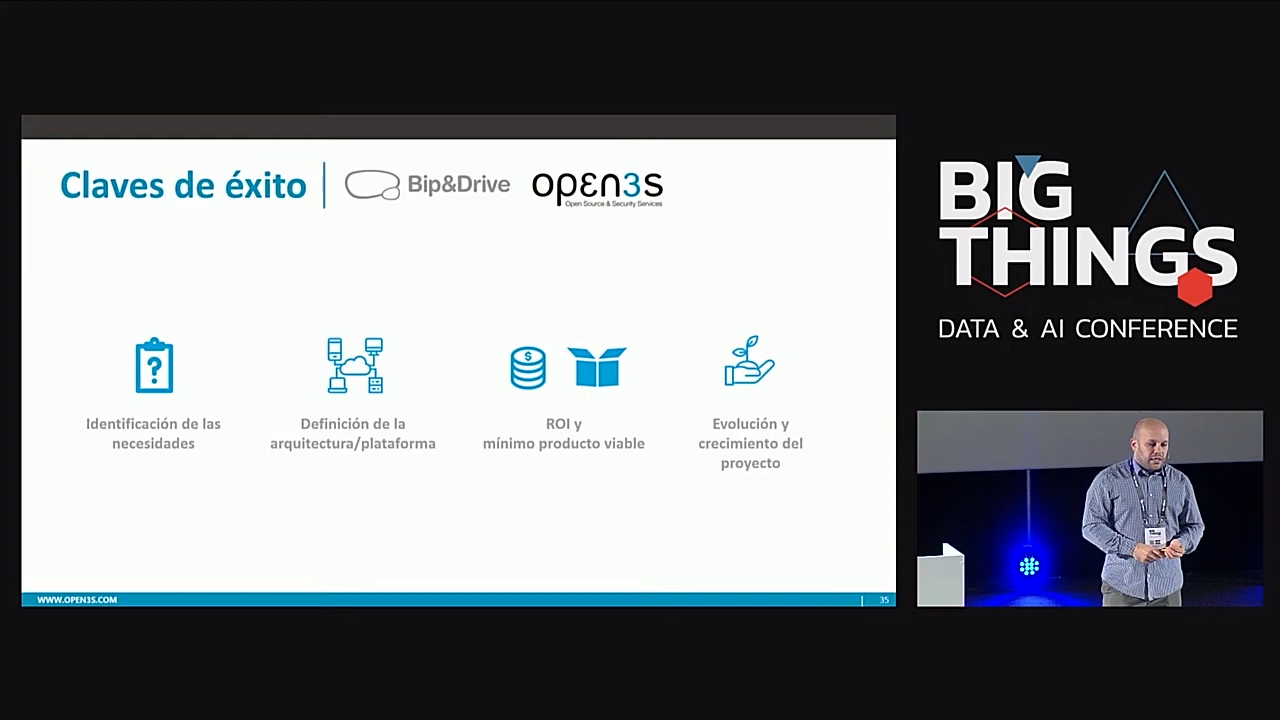 Claves de éxito
Bip&Drive
opεn3s
Open Source & Security Services
Identificación de las
necesidades
Definición de la
arquitectura/plataforma
ROI y
mínimo producto viable
Evolución y
crecimiento del
proyecto
WWW.OPEN3S.COM
35
BIG
THINGS
DATA & AI CONFERENCE